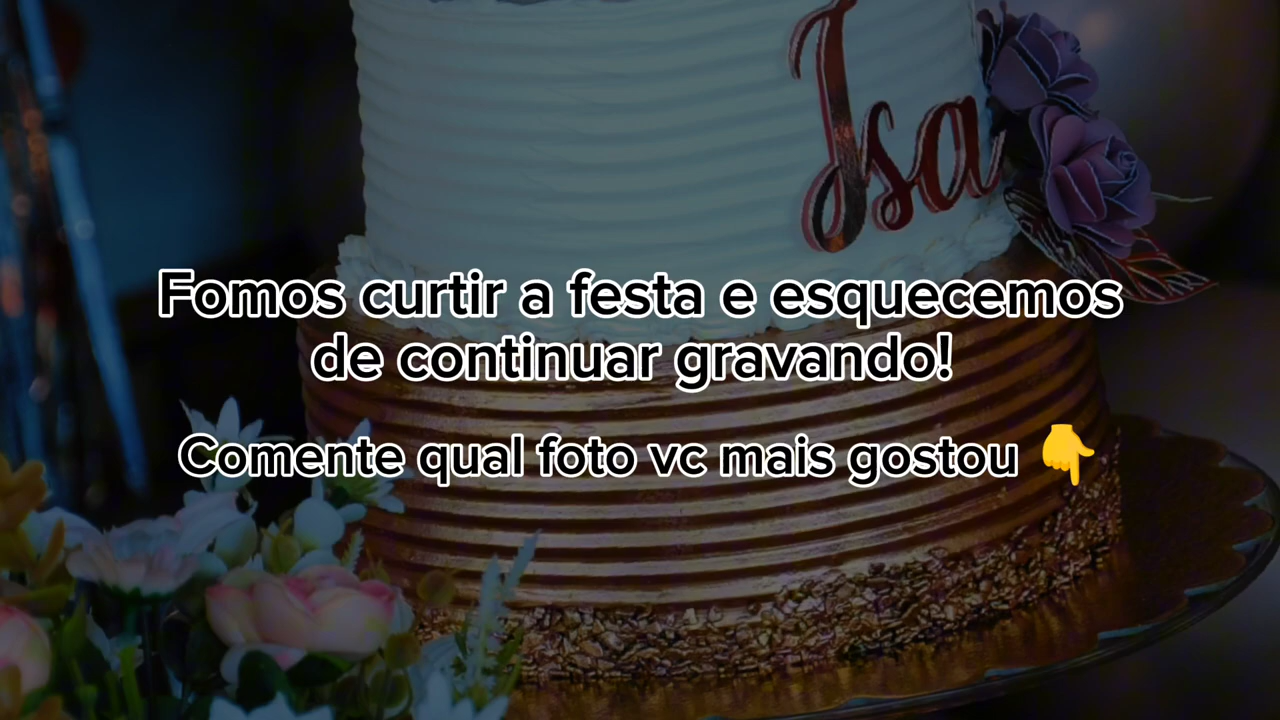 Isa
Fomos curtir a festa e esquecemos
de continuar gravando!
Comente qual foto vc mais gostou 👇